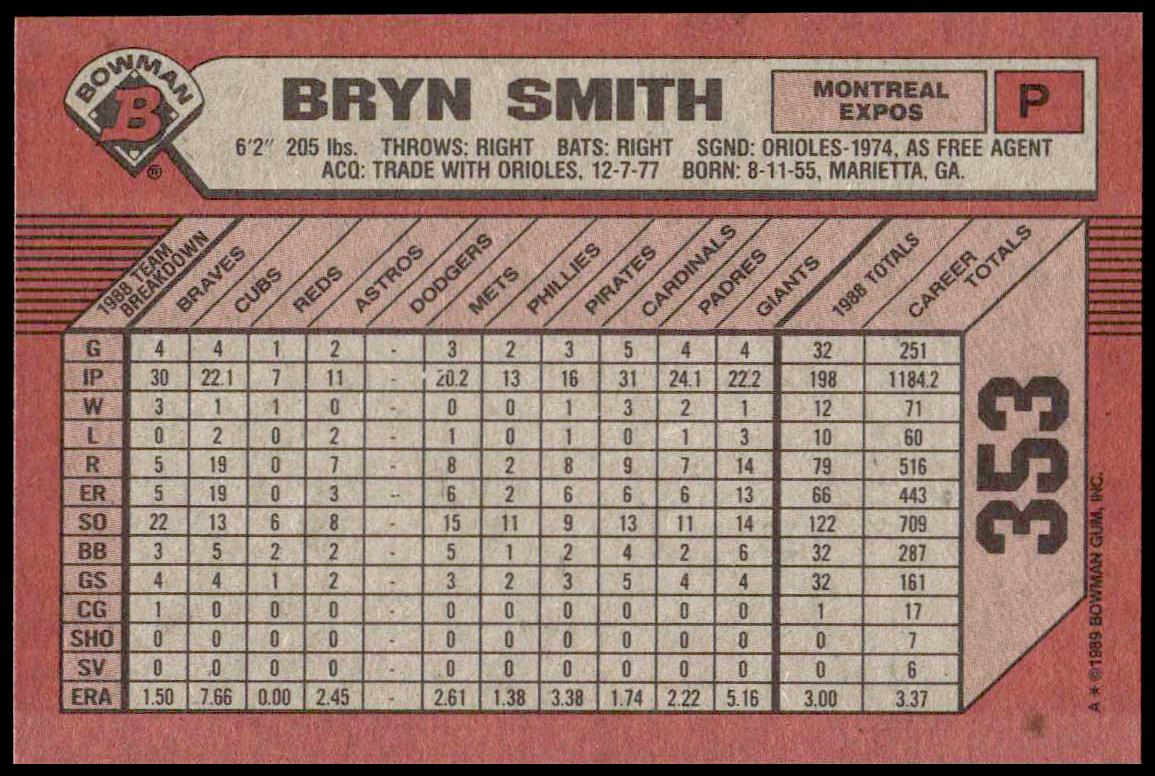 BOWMAN
B
®
BRYN SMITH
MONTREAL
EXPOS
P
6'2" 205 lbs. THROWS: RIGHT BATS: RIGHT SGND: ORIOLES-1974, AS FREE AGENT
ACQ: TRADE WITH ORIOLES, 12-7-77 BORN: 8-11-55, MARIETTA, GA.
1988 TEAM BREAKDOWN BRAVES CUBS REDS ASTROS DODGERS METS PHILLIES PIRATES CARDINALS PADRES GIANTS 1988 TOTALS CAREER TOTALS
G 4 4 1 2 - 3 2 3 5 4 4 32 251
IP 30 22.1 7 11 - 20.2 13 16 31 24.1 22.2 198 1184.2
W 3 1 1 0 - 0 0 1 3 2 1 12 71
L 0 2 0 2 - 1 0 1 0 1 3 10 60
R 5 19 0 7 - 8 2 8 9 7 14 79 516
ER 5 19 0 3 - 6 2 6 6 6 13 66 443
SO 22 13 6 8 - 15 11 9 13 11 14 122 709
BB 3 5 2 2 - 5 1 2 4 2 6 32 287
GS 4 4 1 2 - 3 2 3 5 4 4 32 161
CG 1 0 0 0 - 0 0 0 0 0 0 1 17
SHO 0 0 0 0 - 0 0 0 0 0 0 0 7
SV 0 0 0 0 - 0 0 0 0 0 0 0 6
ERA 1.50 7.66 0.00 2.45 - 2.61 1.38 3.38 1.74 2.22 5.16 3.00 3.37
353
A * ©1989 BOWMAN GUM, INC.